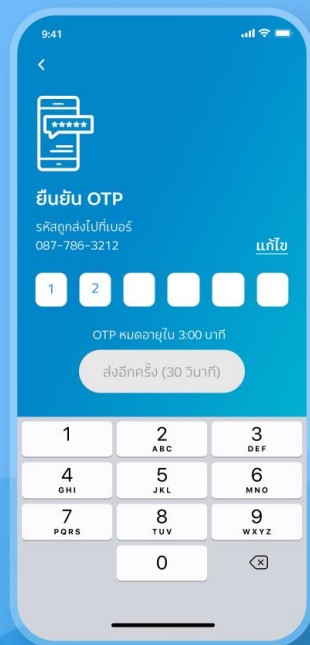 9:41
*****
ยืนยัน OTP
รหัสถูกส่งไปที่เบอร์
087-786-3212
แก้ไข
1 2
OTP หมดอายุใน 3:00 นาที
ส่งอีกครั้ง (30 วินาที)
1 2 3
ABC DEF
4 5 6
GHI JKL MNO
7 8 9
PQRS TUV WXYZ
0